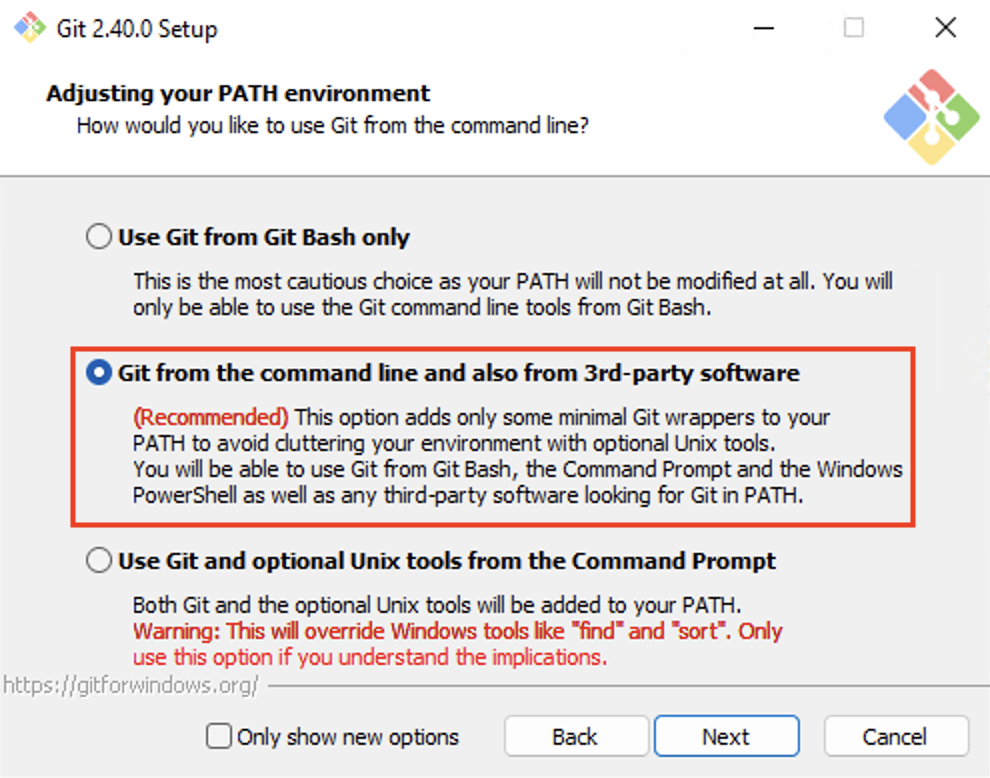 Git 2.40.0 Setup
Adjusting your PATH environment
How would you like to use Git from the command line?
Use Git from Git Bash only
This is the most cautious choice as your PATH will not be modified at all. You will
only be able to use the Git command line tools from Git Bash.
Git from the command line and also from 3rd-party software
(Recommended) This option adds only some minimal Git wrappers to your
PATH to avoid cluttering your environment with optional Unix tools.
You will be able to use Git from Git Bash, the Command Prompt and the Windows
PowerShell as well as any third-party software looking for Git in PATH.
Use Git and optional Unix tools from the Command Prompt
Both Git and the optional Unix tools will be added to your PATH.
Warning: This will override Windows tools like "find" and "sort". Only
use this option if you understand the implications.
https://gitforwindows.org/
Only show new options
Back
Next
Cancel